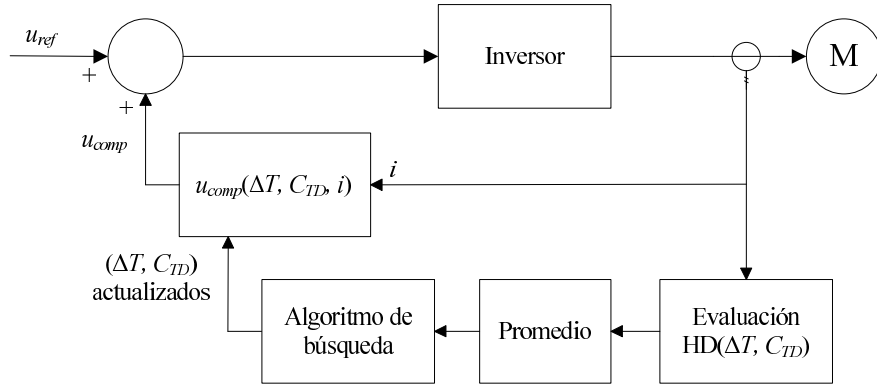 u_ref
+
+
Inversor
M
u_comp
u_comp(ΔT, C_TD, i)
i
(ΔT, C_TD)
actualizados
Algoritmo de
búsqueda
Promedio
Evaluación
HD(ΔT, C_TD)